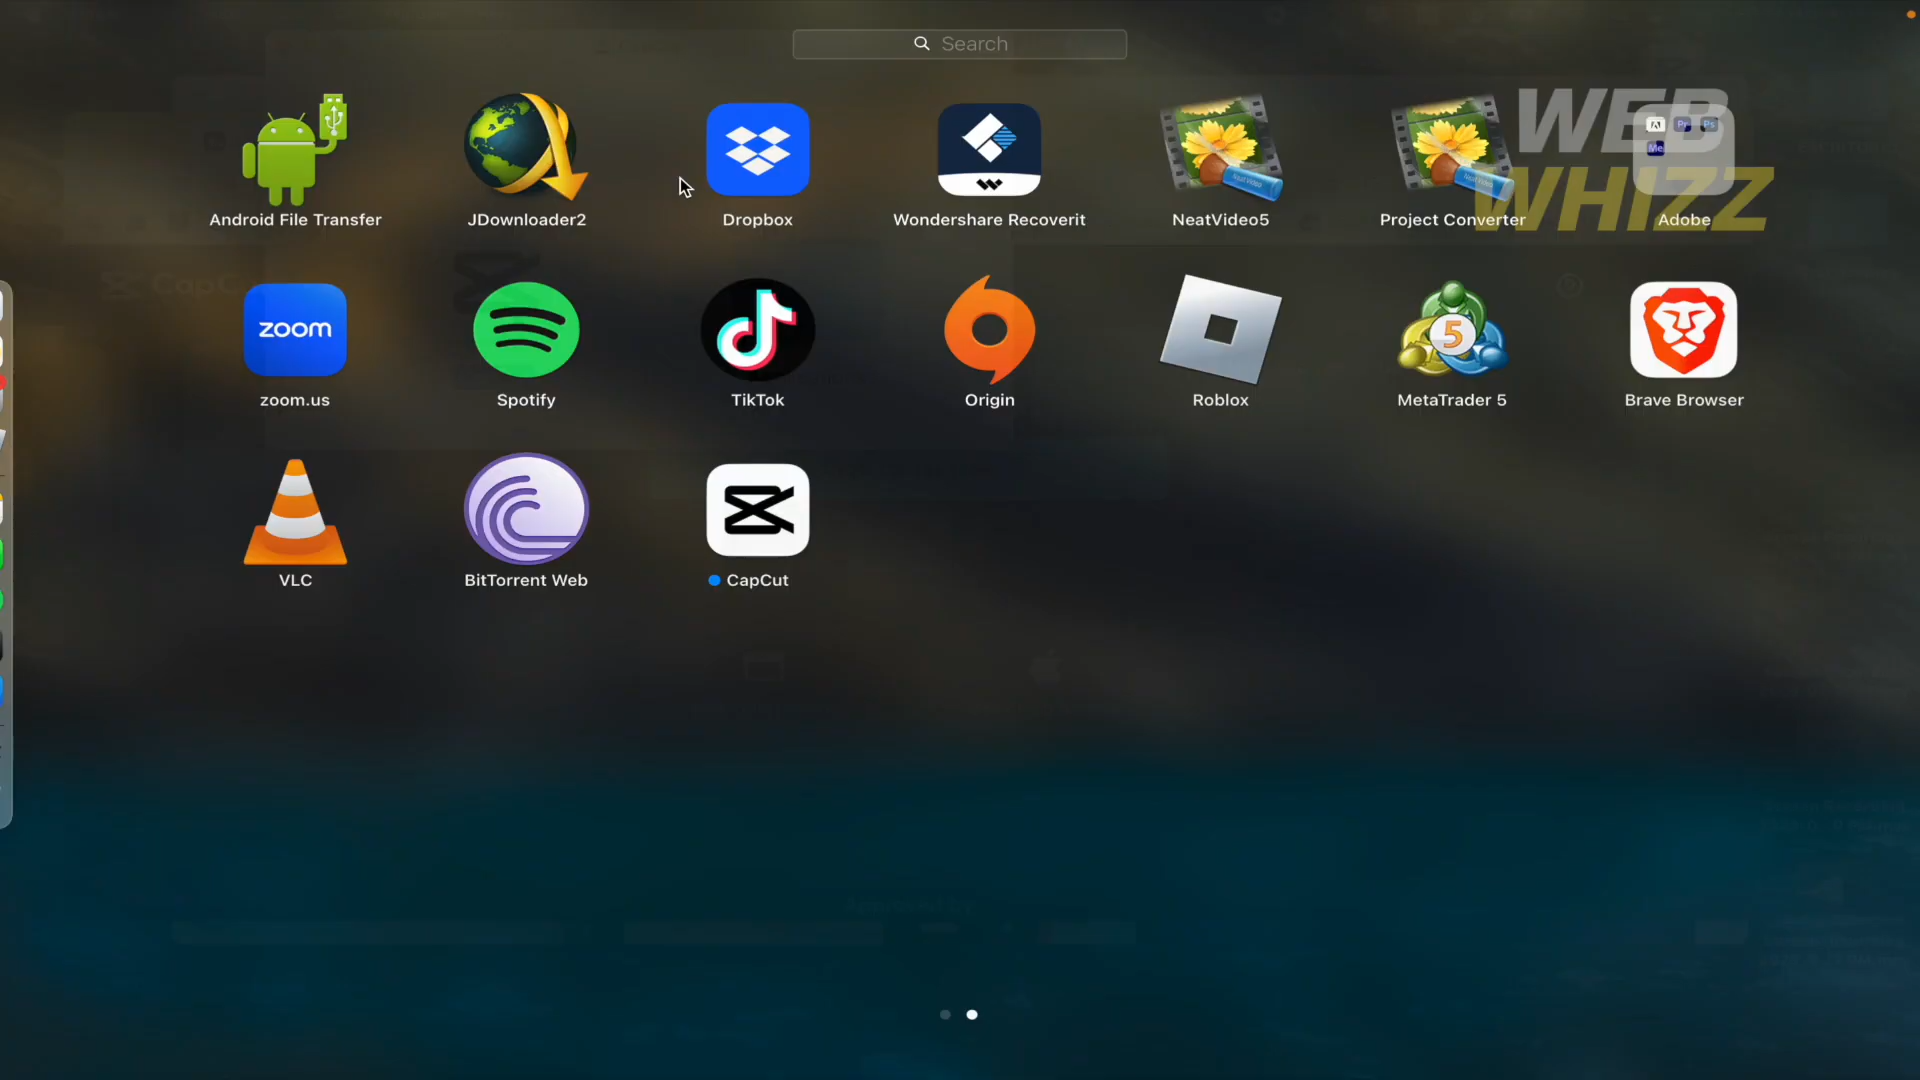 Search
WEB
WHIZZ
Android File Transfer
JDownloader2
Dropbox
Wondershare Recoverit
NeatVideo5
Project Converter
Adobe
zoom
zoom.us
Spotify
TikTok
Origin
Roblox
5
MetaTrader 5
Brave Browser
VLC
BitTorrent Web
CapCut